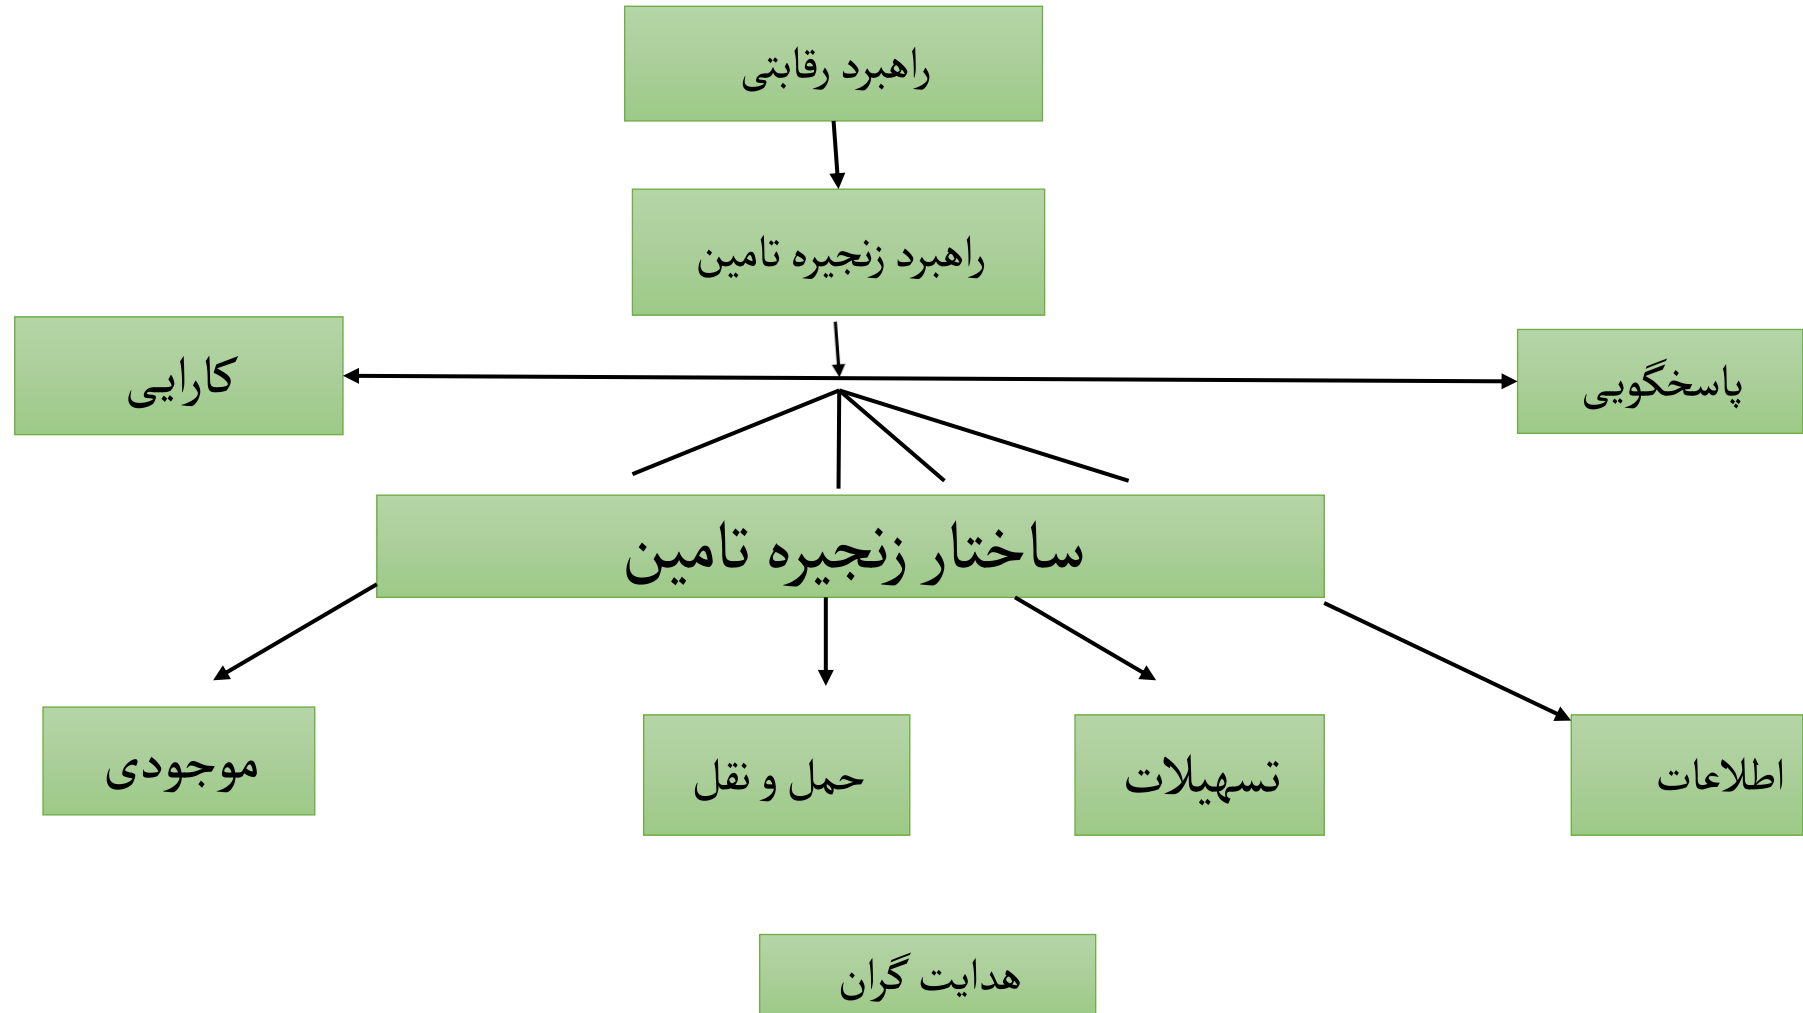 راهبرد رقابتی
راهبرد زنجیره تامین
پاسخگویی
کارایی
ساختار زنجیره تامین
اطلاعات
تسهیلات
حمل و نقل
موجودی
هدایت گران